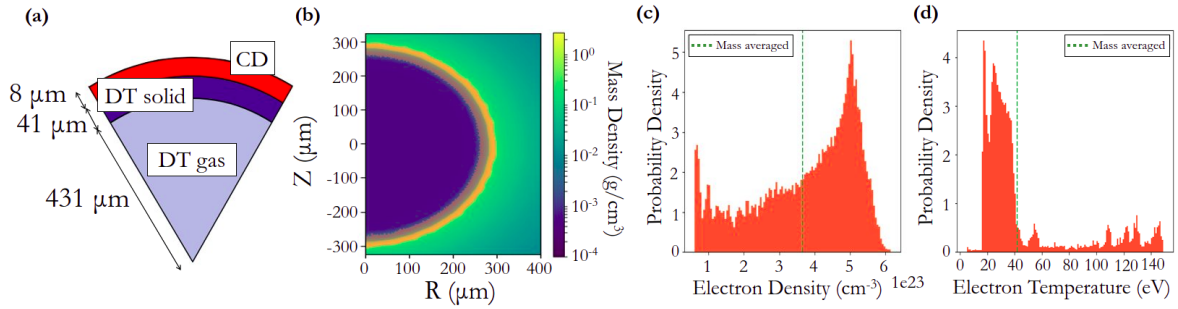 (a)
CD
DT solid
8 μm
41 μm
DT gas
431 μm
(b)
300
200
100
0
-100
-200
-300
Z (μm)
0 100 200 300 400
R (μm)
10⁰
10⁻¹
10⁻²
10⁻³
10⁻⁴
Mass Density (g/cm³)
(c)
Mass averaged
5
4
3
2
1
0
Probability Density
1 2 3 4 5 6
Electron Density (cm⁻³) 1e23
(d)
Mass averaged
4
3
2
1
0
Probability Density
0 20 40 60 80 100 120 140
Electron Temperature (eV)